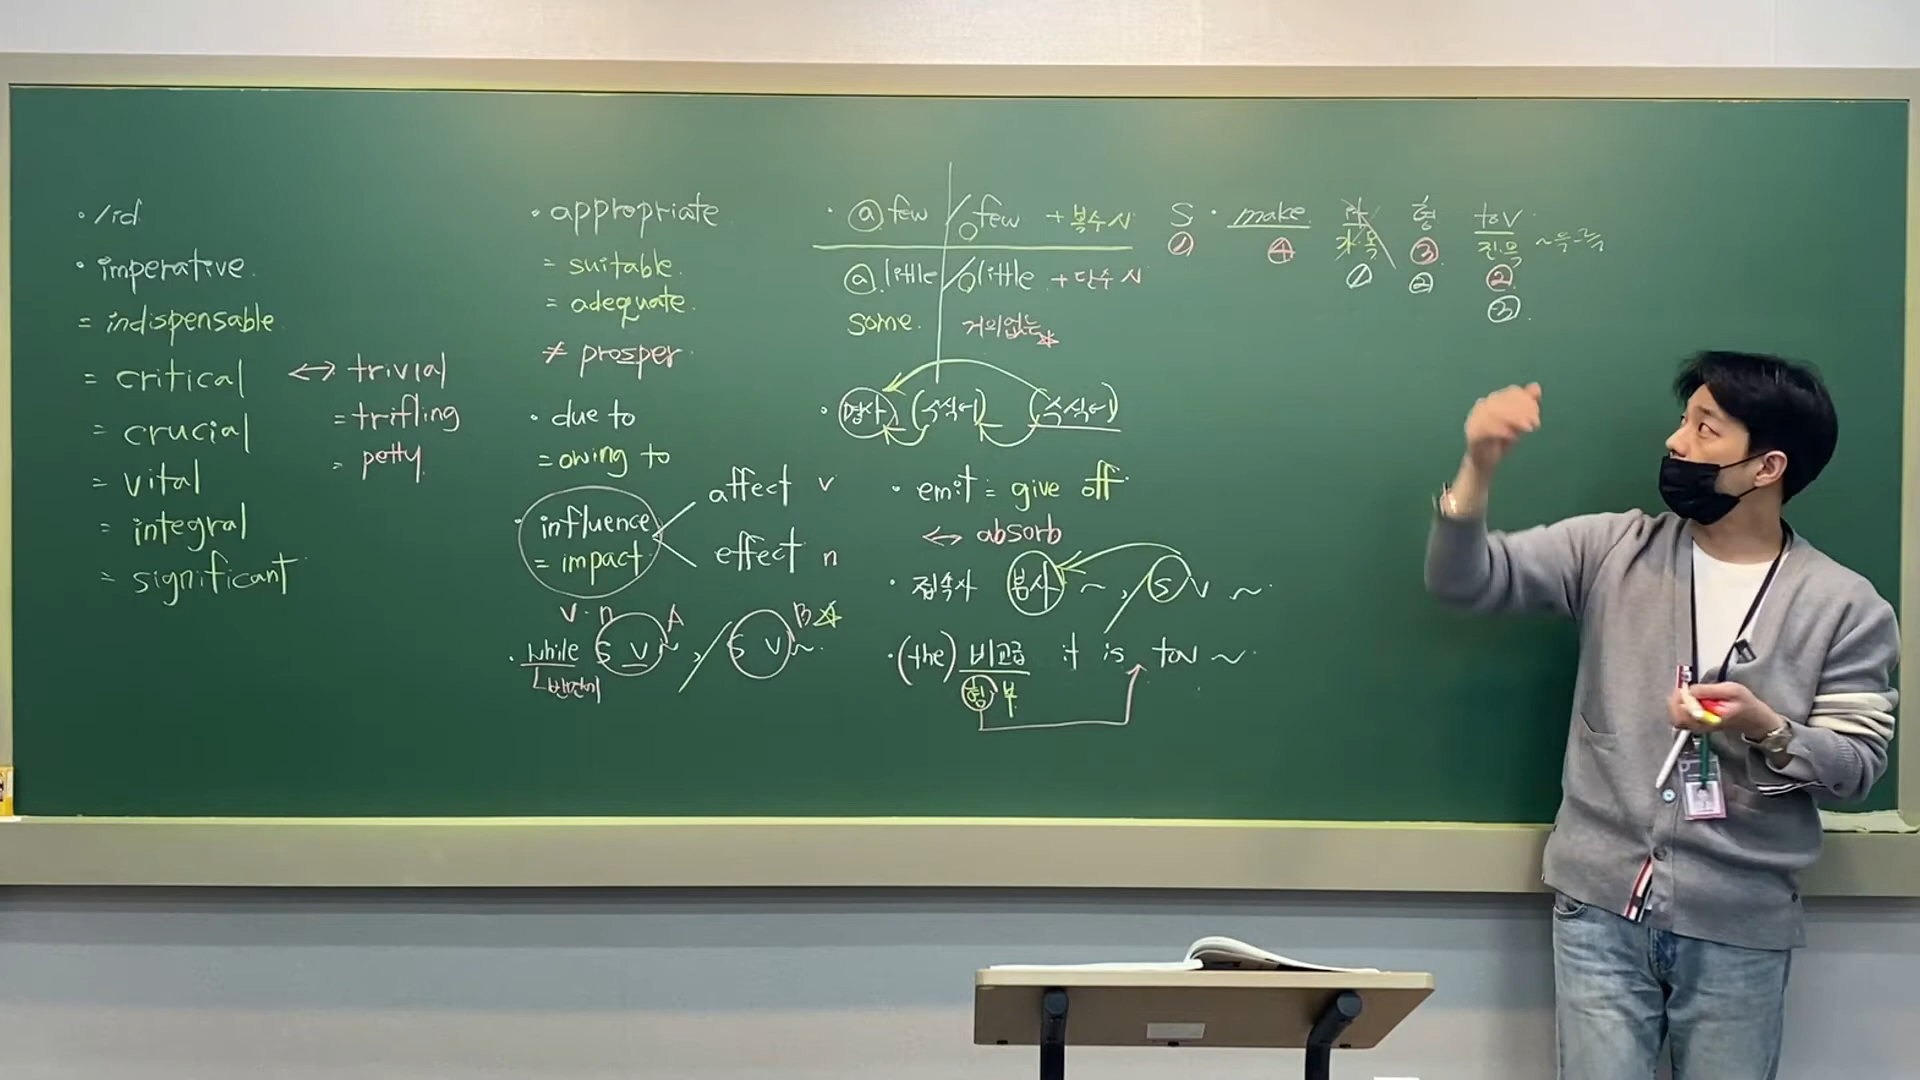 · lid
· imperative.
= indispensable.
= critical ↔ trivial
= crucial = trifling
= vital = petty.
= integral
= significant
· appropriate
= suitable.
= adequate.
≠ prosper.
· due to
= owing to
· influence affect v
= impact effect n
v · n
· while S v ~ A , / S v ~. B ☆
반면에
· ⓐ few / few + 복수 N
ⓐ little / little + 단수 N
some. 거의없는☆
· 명사 (수식어) (수식어)
· emit = give off
↔ absorb
· 접속사 분사 ~ , S v ~.
· (the) 비교급 it is tov ~.
형 부
S · make 형 tov
가·목 진·목
① ④ ③ ②
① ② ③